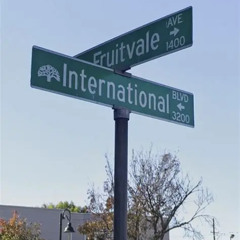 Fruitvale AVE
→ 1400
International BLVD
← 3200